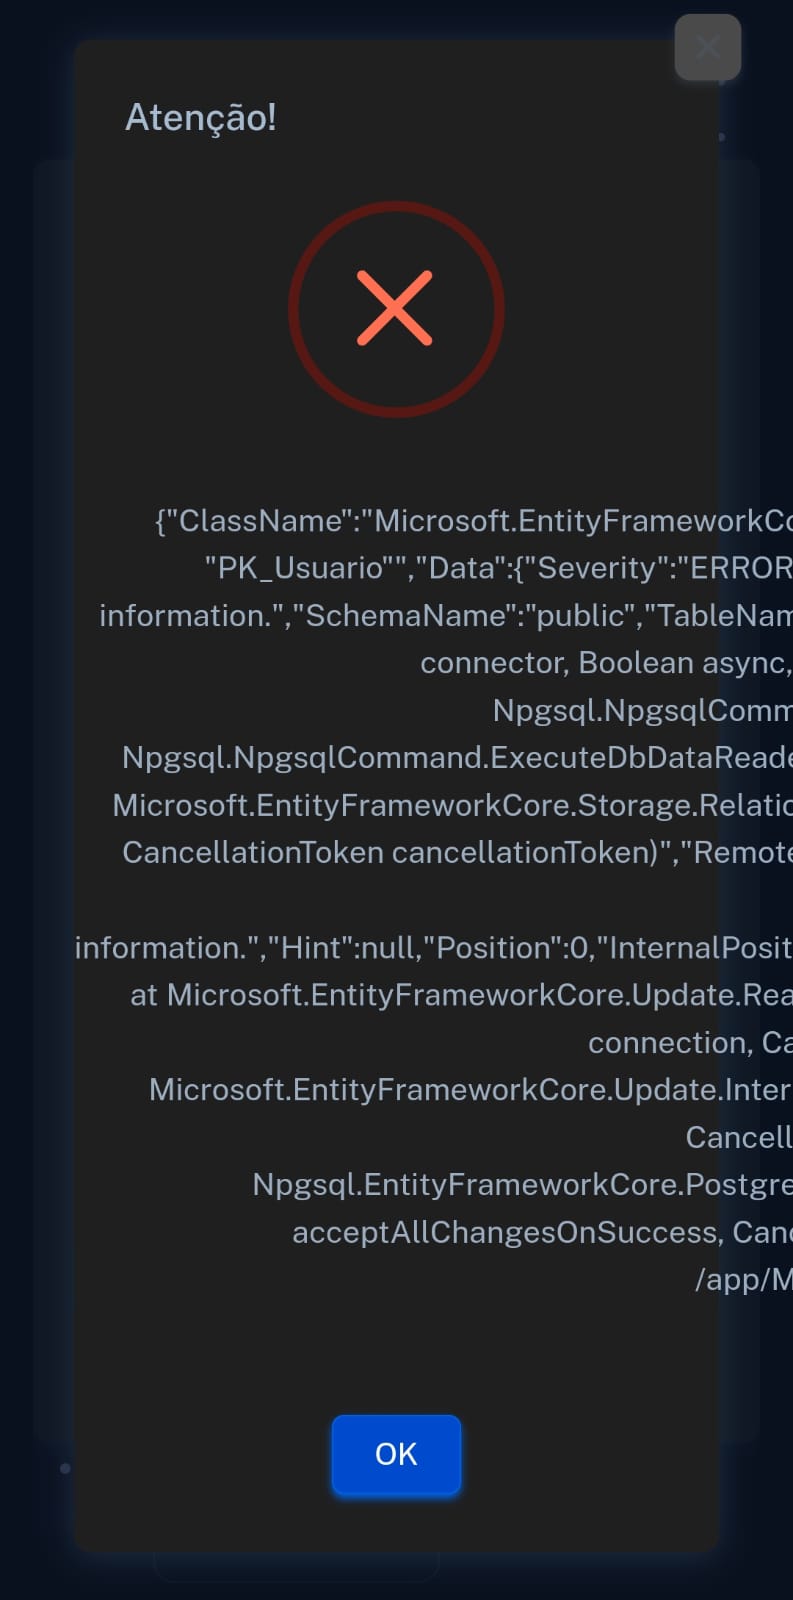 Atenção!
{"ClassName":"Microsoft.EntityFrameworkCo
"PK_Usuario"","Data":{"Severity":"ERROR
information.","SchemaName":"public","TableNam
connector, Boolean async,
Npgsql.NpgsqlComm
Npgsql.NpgsqlCommand.ExecuteDbDataReade
Microsoft.EntityFrameworkCore.Storage.Relatio
CancellationToken cancellationToken)","Remote
information.","Hint":null,"Position":0,"InternalPosit
at Microsoft.EntityFrameworkCore.Update.Rea
connection, Ca
Microsoft.EntityFrameworkCore.Update.Inter
Cancell
Npgsql.EntityFrameworkCore.Postgre
acceptAllChangesOnSuccess, Canc
/app/M
OK